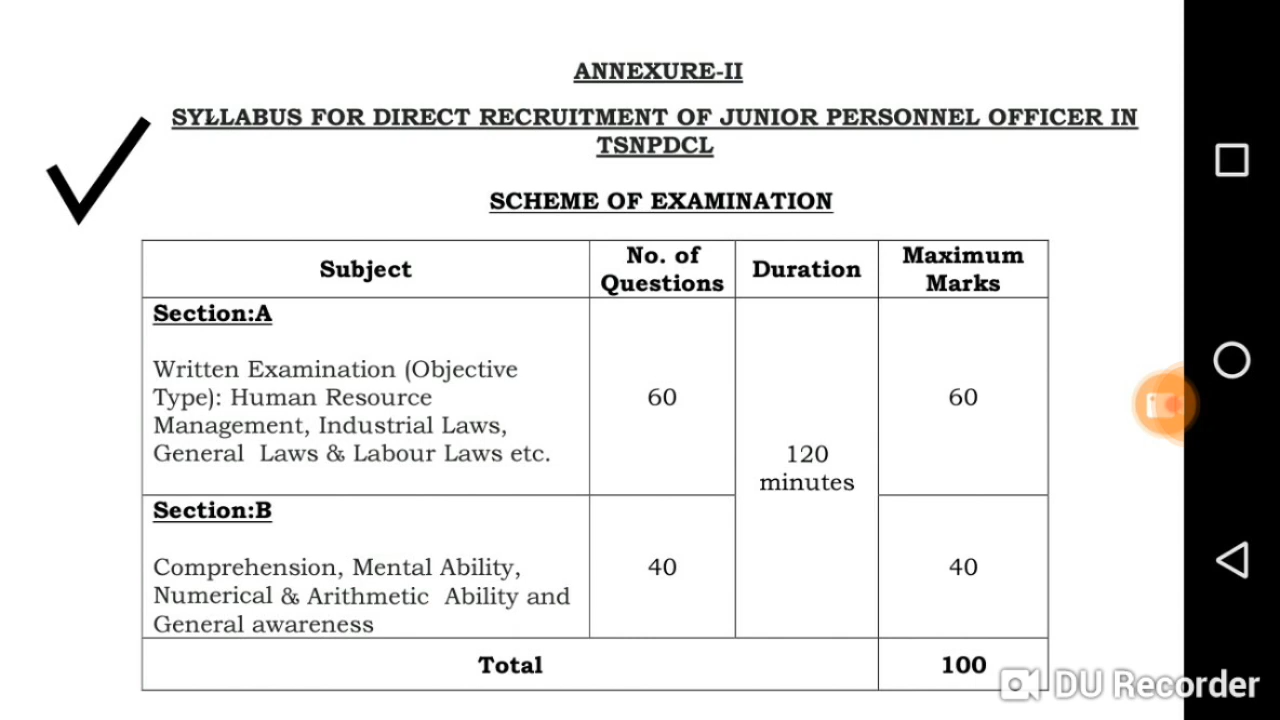 ANNEXURE-II
SYLLABUS FOR DIRECT RECRUITMENT OF JUNIOR PERSONNEL OFFICER IN
TSNPDCL
SCHEME OF EXAMINATION
Subject
No. of
Questions
Duration
Maximum
Marks
Section:A
Written Examination (Objective
Type): Human Resource
Management, Industrial Laws,
General Laws & Labour Laws etc.
60
120
minutes
60
Section:B
Comprehension, Mental Ability,
Numerical & Arithmetic Ability and
General awareness
40
40
Total
100
DU Recorder